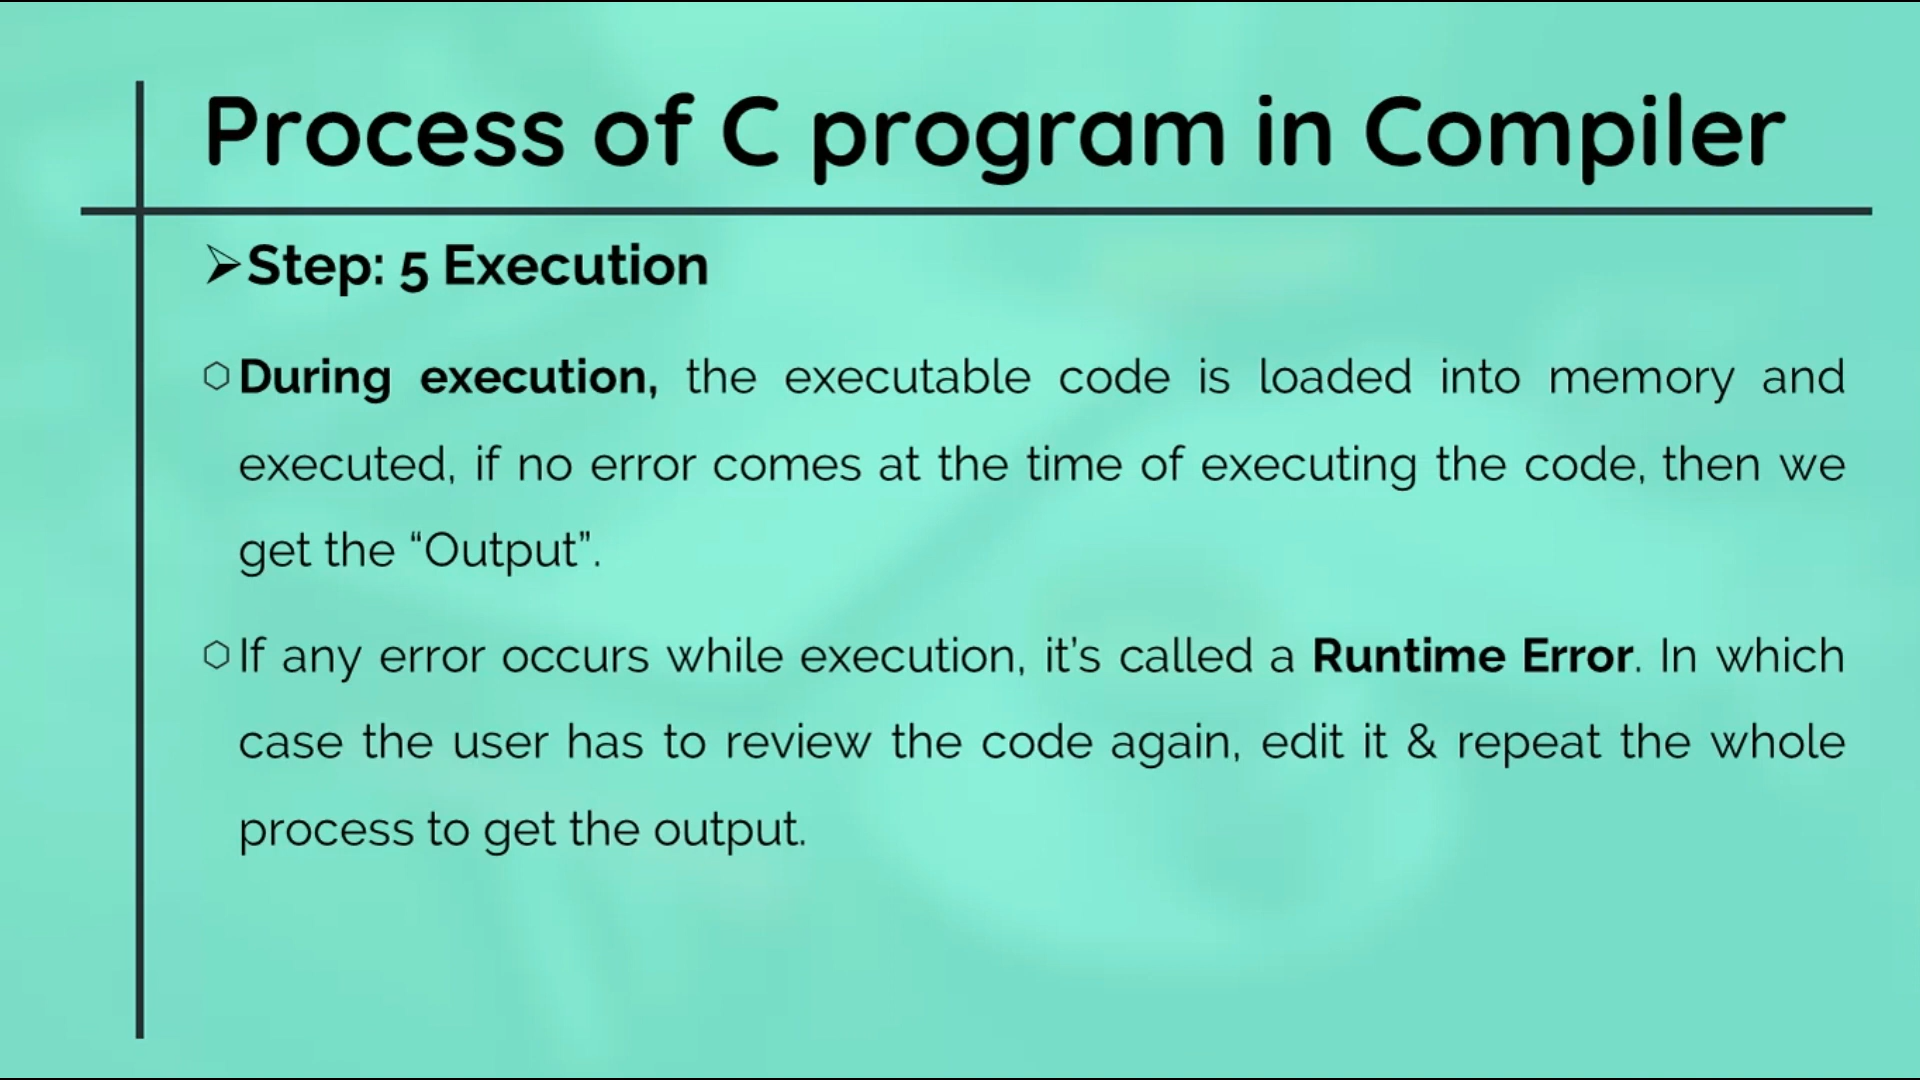 Process of C program in Compiler
➢Step: 5 Execution
During execution, the executable code is loaded into memory and
executed, if no error comes at the time of executing the code, then we
get the “Output”.
If any error occurs while execution, it’s called a Runtime Error. In which
case the user has to review the code again, edit it & repeat the whole
process to get the output.